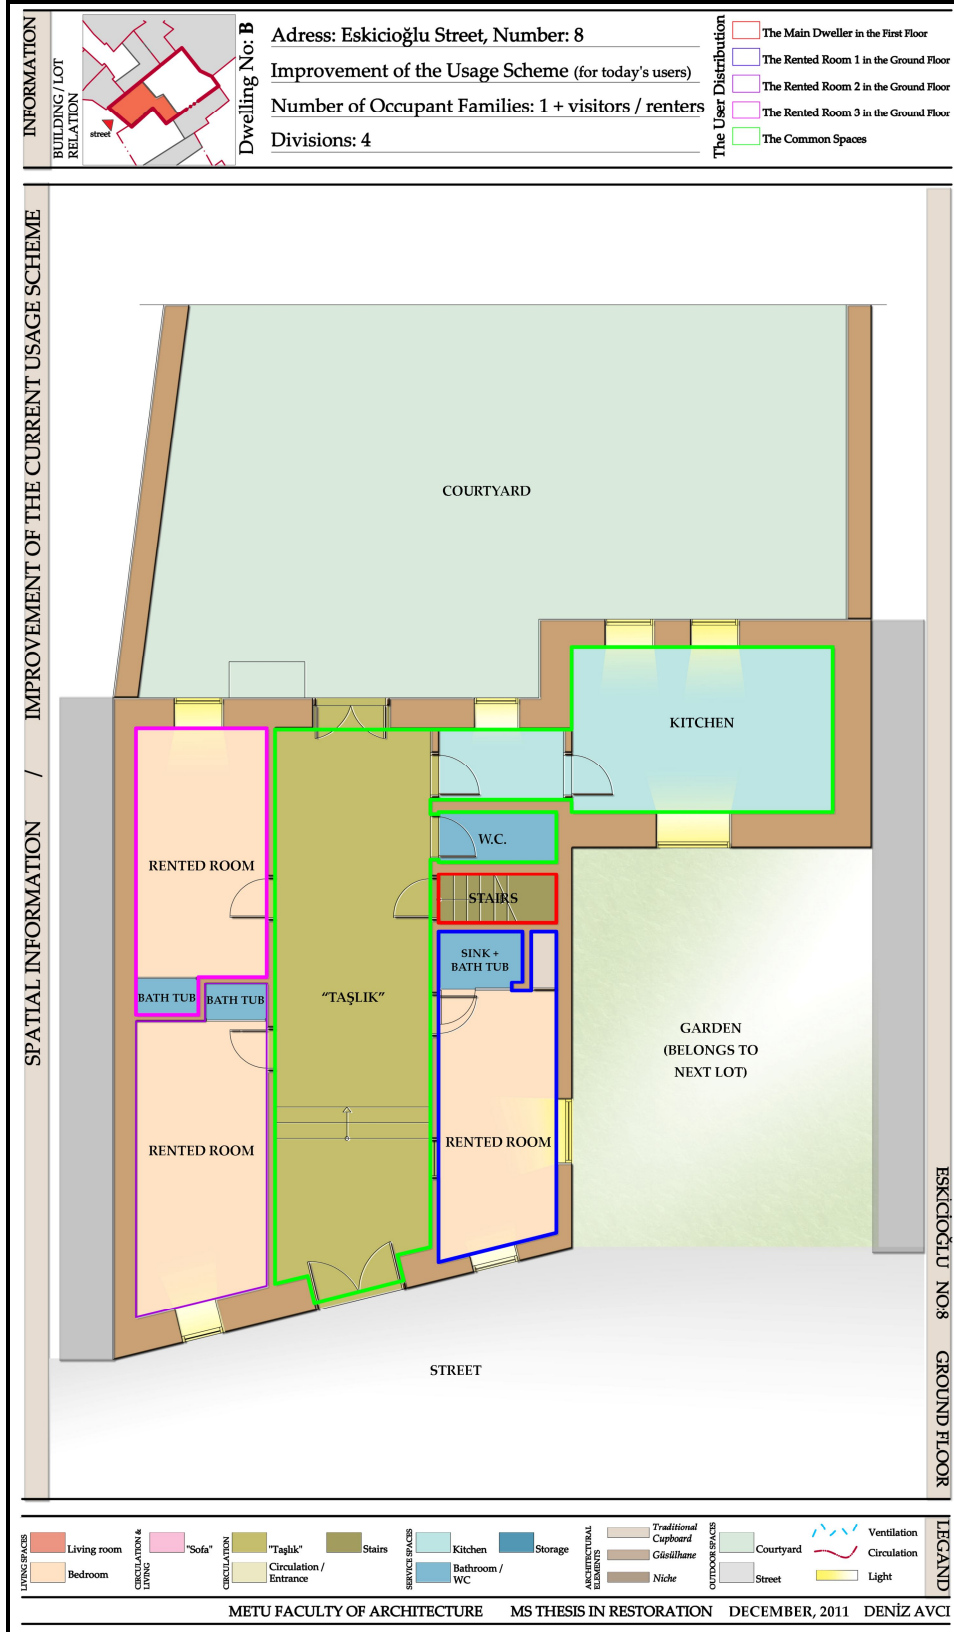 INFORMATION
BUILDING / LOT
RELATION
street
Dwelling No: B
Adress: Eskicioğlu Street, Number: 8
Improvement of the Usage Scheme (for today's users)
Number of Occupant Families: 1 + visitors / renters
Divisions: 4
The User Distribution
The Main Dweller in the First Floor
The Rented Room 1 in the Ground Floor
The Rented Room 2 in the Ground Floor
The Rented Room 3 in the Ground Floor
The Common Spaces
SPATIAL INFORMATION / IMPROVEMENT OF THE CURRENT USAGE SCHEME
COURTYARD
KITCHEN
W.C.
RENTED ROOM
STAIRS
SINK +
BATH TUB
BATH TUB
BATH TUB
"TAŞLIK"
GARDEN
(BELONGS TO
NEXT LOT)
RENTED ROOM
RENTED ROOM
STREET
ESKİCİOĞLU NO:8 GROUND FLOOR
LIVING SPACES
Living room
Bedroom
CIRCULATION &
LIVING
"Sofa"
CIRCULATION
"Taşlık"
Circulation /
Entrance
Stairs
SERVICE SPACES
Kitchen
Bathroom /
WC
Storage
ARCHITECTURAL
ELEMENTS
Traditional
Cupboard
Güsülhane
Niche
OUTDOOR SPACES
Courtyard
Street
Ventilation
Circulation
Light
LEGAND
METU FACULTY OF ARCHITECTURE MS THESIS IN RESTORATION DECEMBER, 2011 DENİZ AVCI